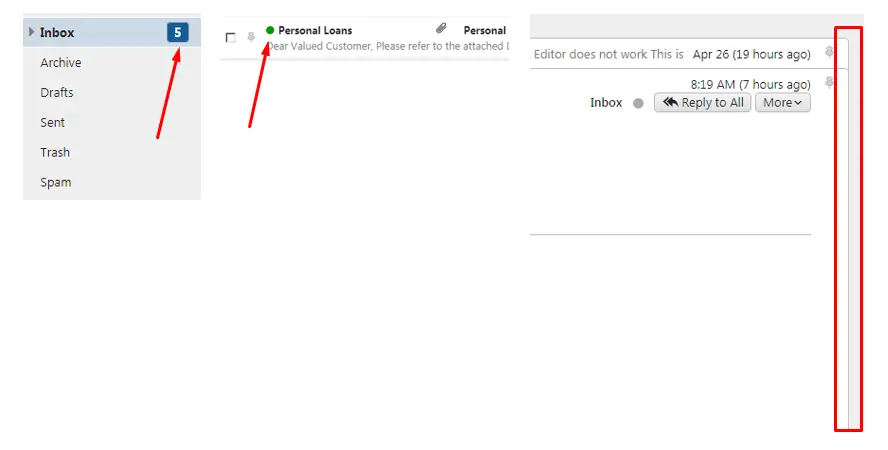 Inbox 5
Archive
Drafts
Sent
Trash
Spam
Personal Loans Personal
Dear Valued Customer, Please refer to the attached
Editor does not work This is Apr 26 (19 hours ago)
8:19 AM (7 hours ago)
Inbox Reply to All More